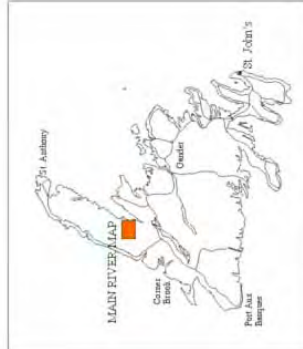 St. Anthony
MAIN RIVER MAP
Corner
Brook
Gander
St. John's
Port Aux
Basques